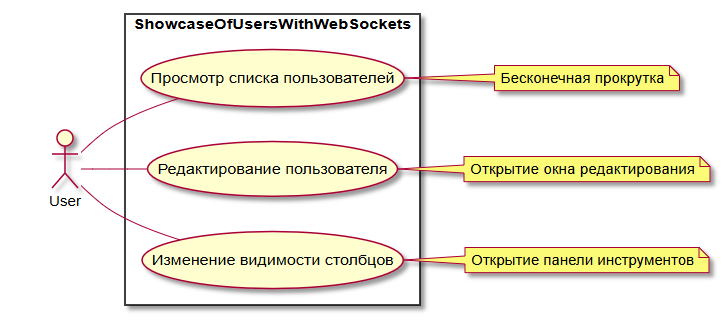 ShowcaseOfUsersWithWebSockets
Просмотр списка пользователей
Бесконечная прокрутка
Редактирование пользователя
Открытие окна редактирования
User
Изменение видимости столбцов
Открытие панели инструментов